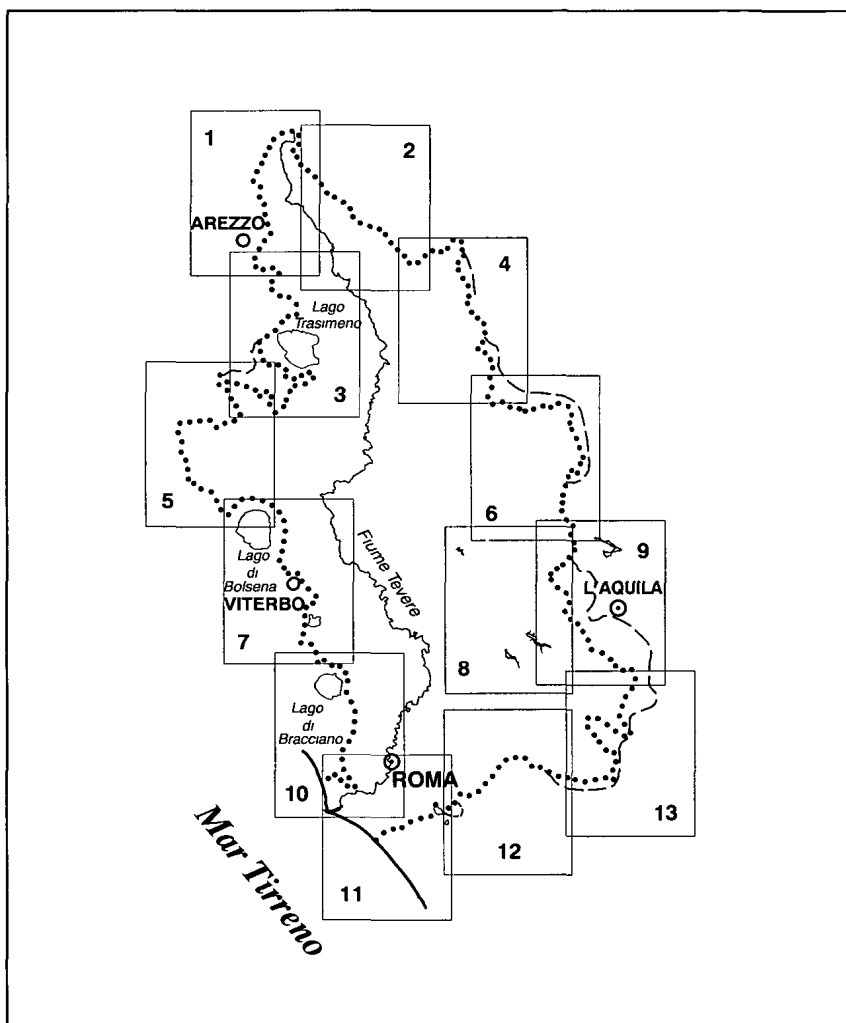 1
2
AREZZO
4
Lago
Trasimeno
3
5
6
Fiume Tevere
9
Lago
di
Bolsena
L'AQUILA
VITERBO
7
8
Lago
di
Bracciano
ROMA
10
13
Mar Tirreno
12
11